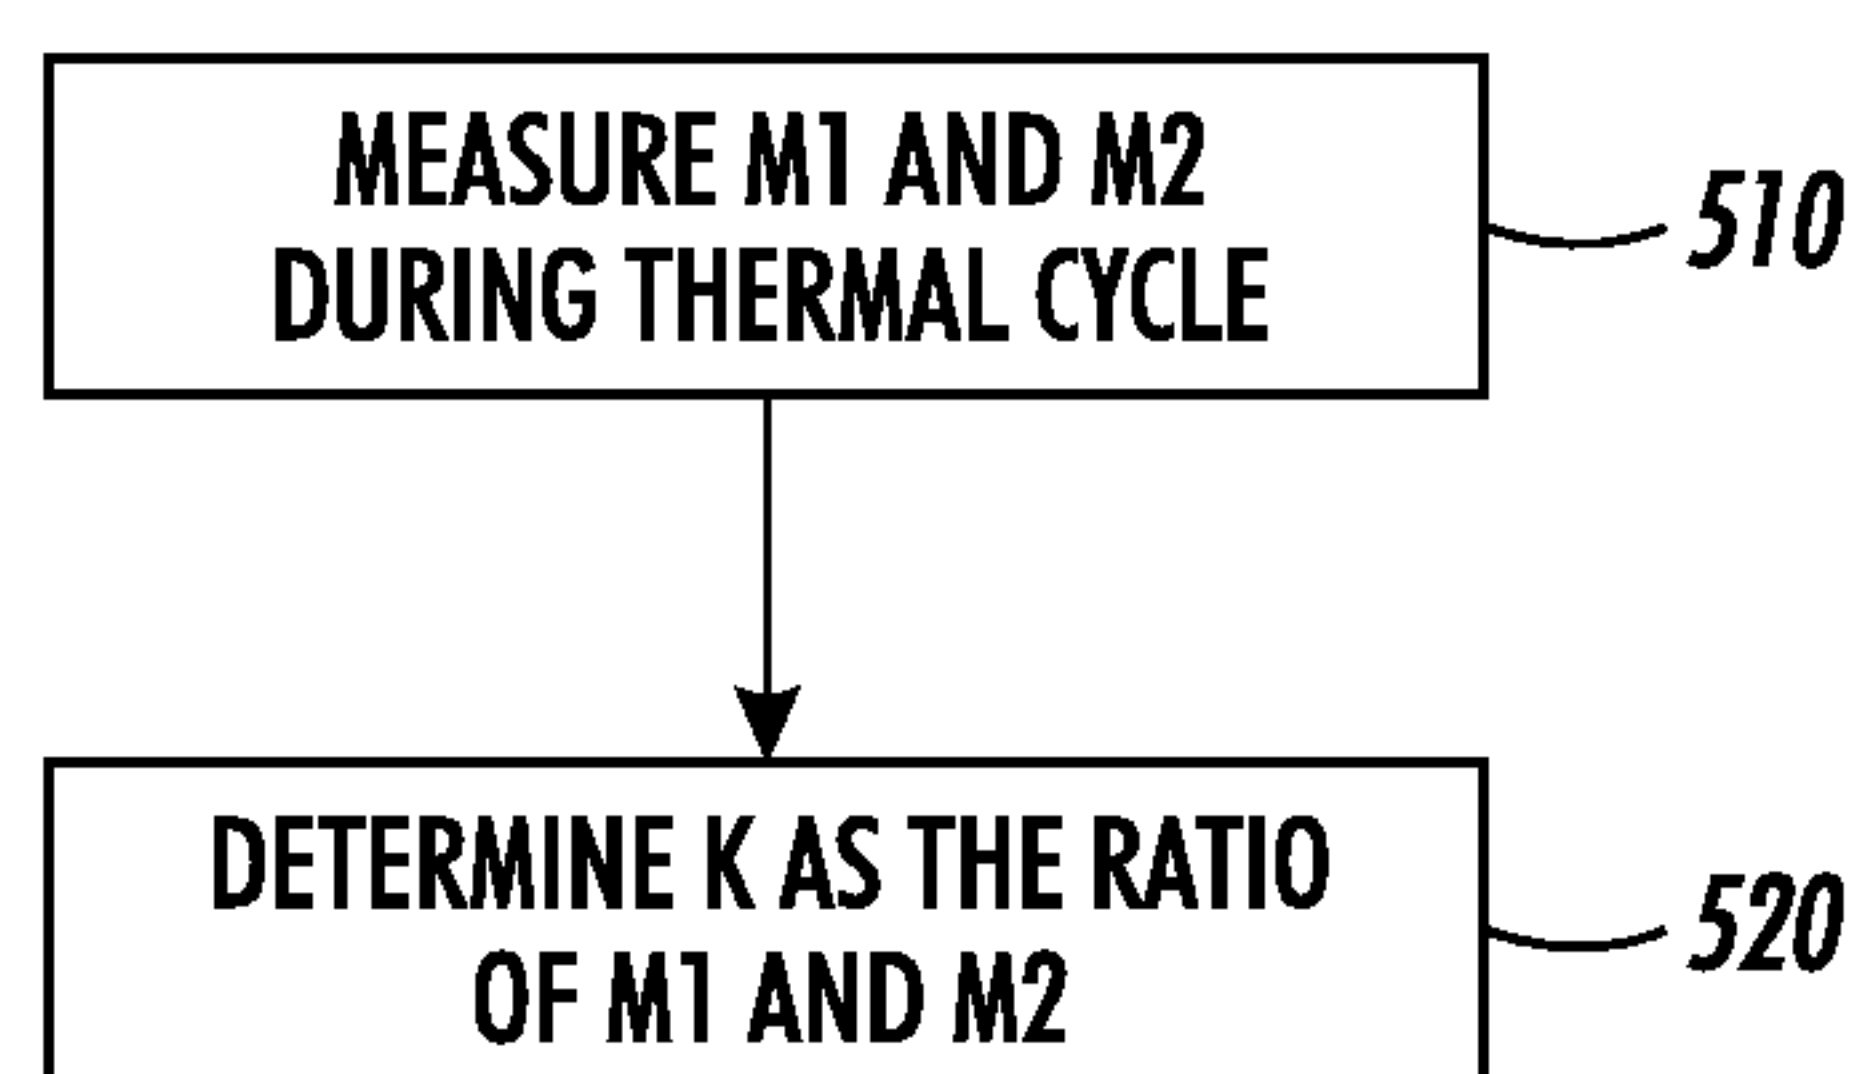 MEASURE M1 AND M2
DURING THERMAL CYCLE
510
DETERMINE K AS THE RATIO
OF M1 AND M2
520